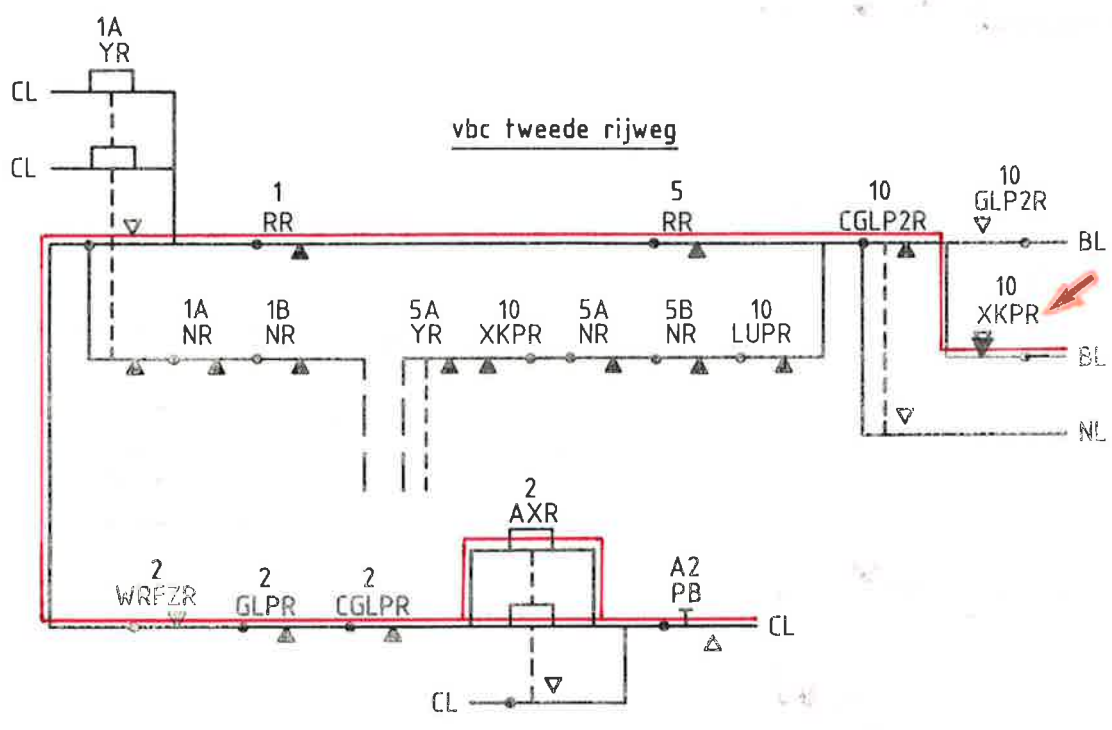 1A
YR
CL
vbc tweede rijweg
CL
1
RR
5
RR
10
CGLP2R
10
GLP2R
BL
1A
NR
1B
NR
5A
YR
10
XKPR
5A
NR
5B
NR
10
LUPR
10
XKPR
BL
NL
2
AXR
2
WRFZR
2
GLPR
2
CGLPR
A2
PB
CL
CL